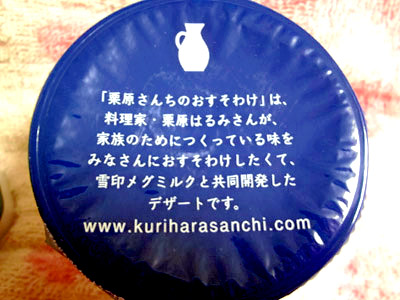 「栗原さんちのおすそわけ」は、
料理家・栗原はるみさんが、
家族のためにつくっている味を
みなさんにおすそわけしたくて、
雪印メグミルクと共同開発した
デザートです。
www.kuriharasanchi.com